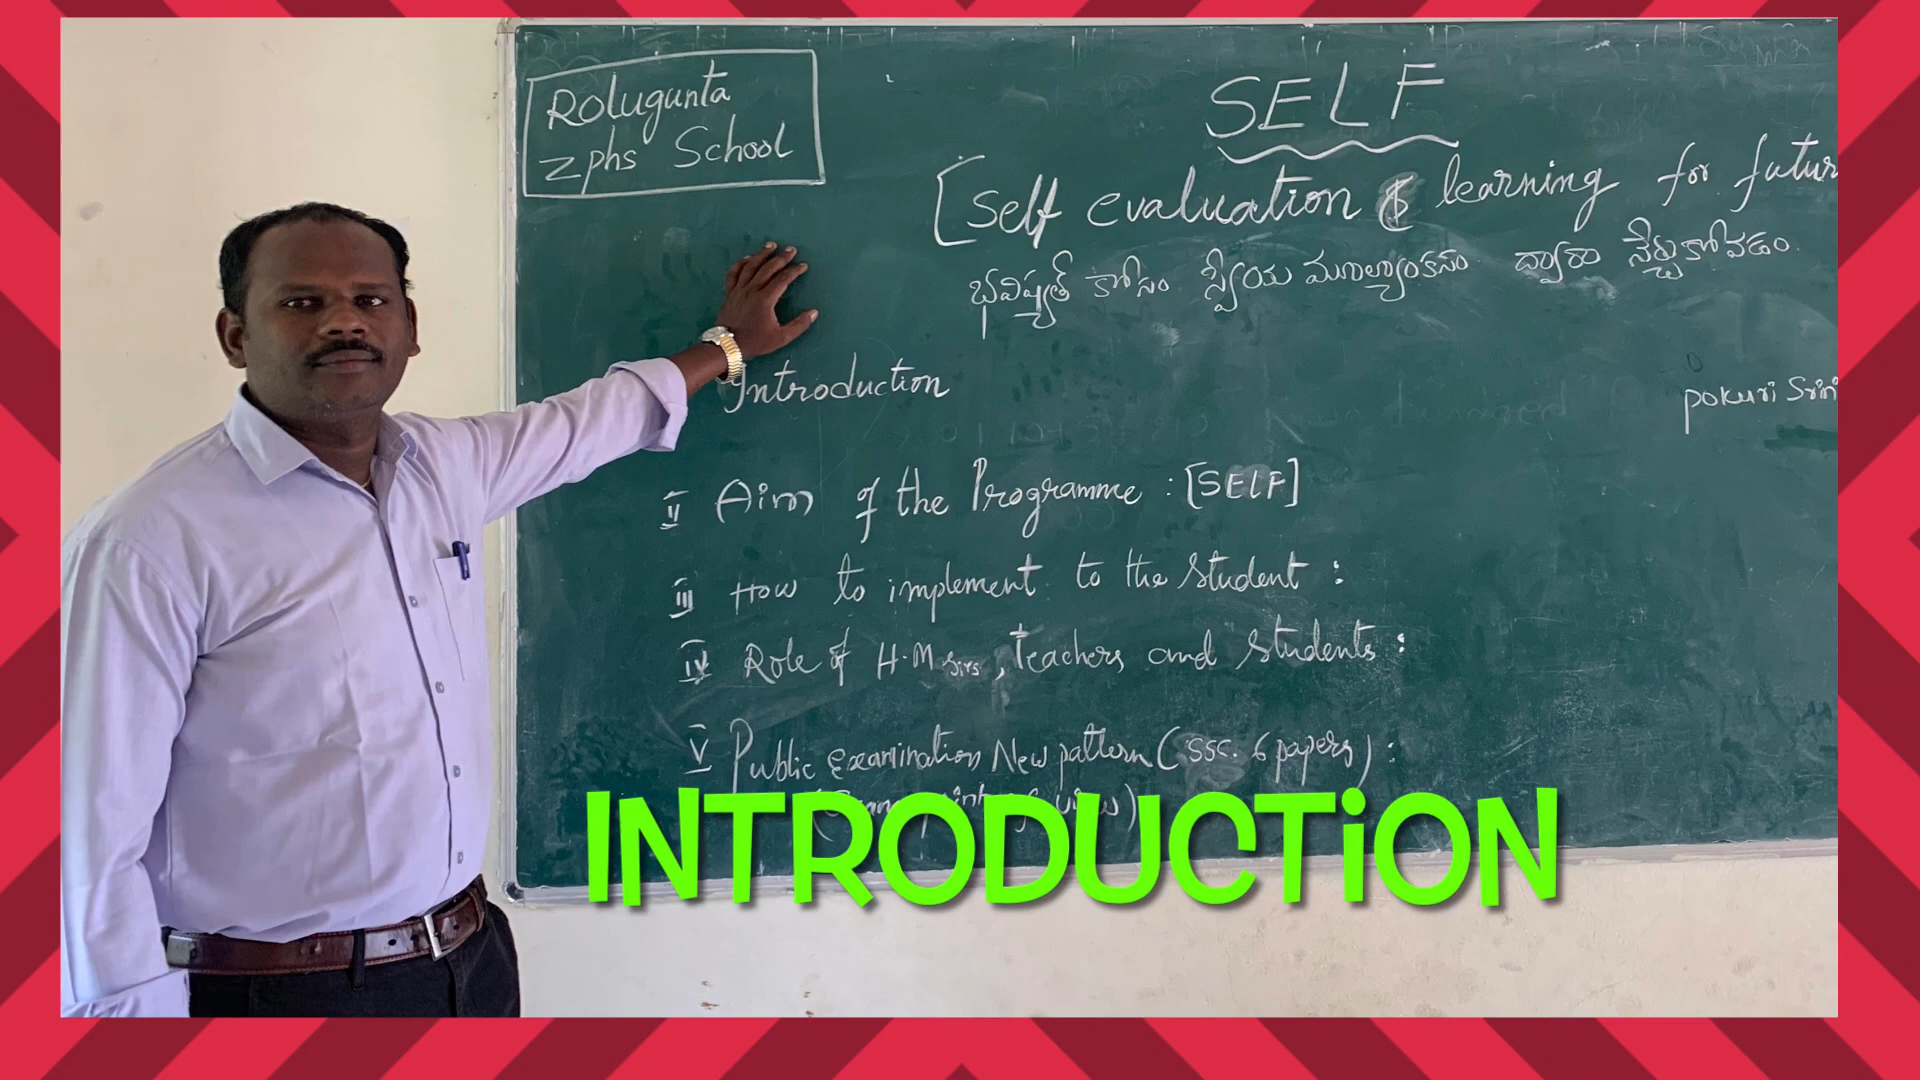 Rolugunta
zphs School
SELF
[Self evaluation & learning for futur
భవిష్యత్ కోసం స్వీయ మూల్యాంకనం ద్వారా నేర్చుకోవడం.
Introduction
pokuri Srini
II Aim of the Programme : [SELF]
III How to implement to the Student :
IV Role of H.M sirs, Teachers and Students :
V Public Examination New pattern (SSC. 6 papers) :
INTRODUCTION